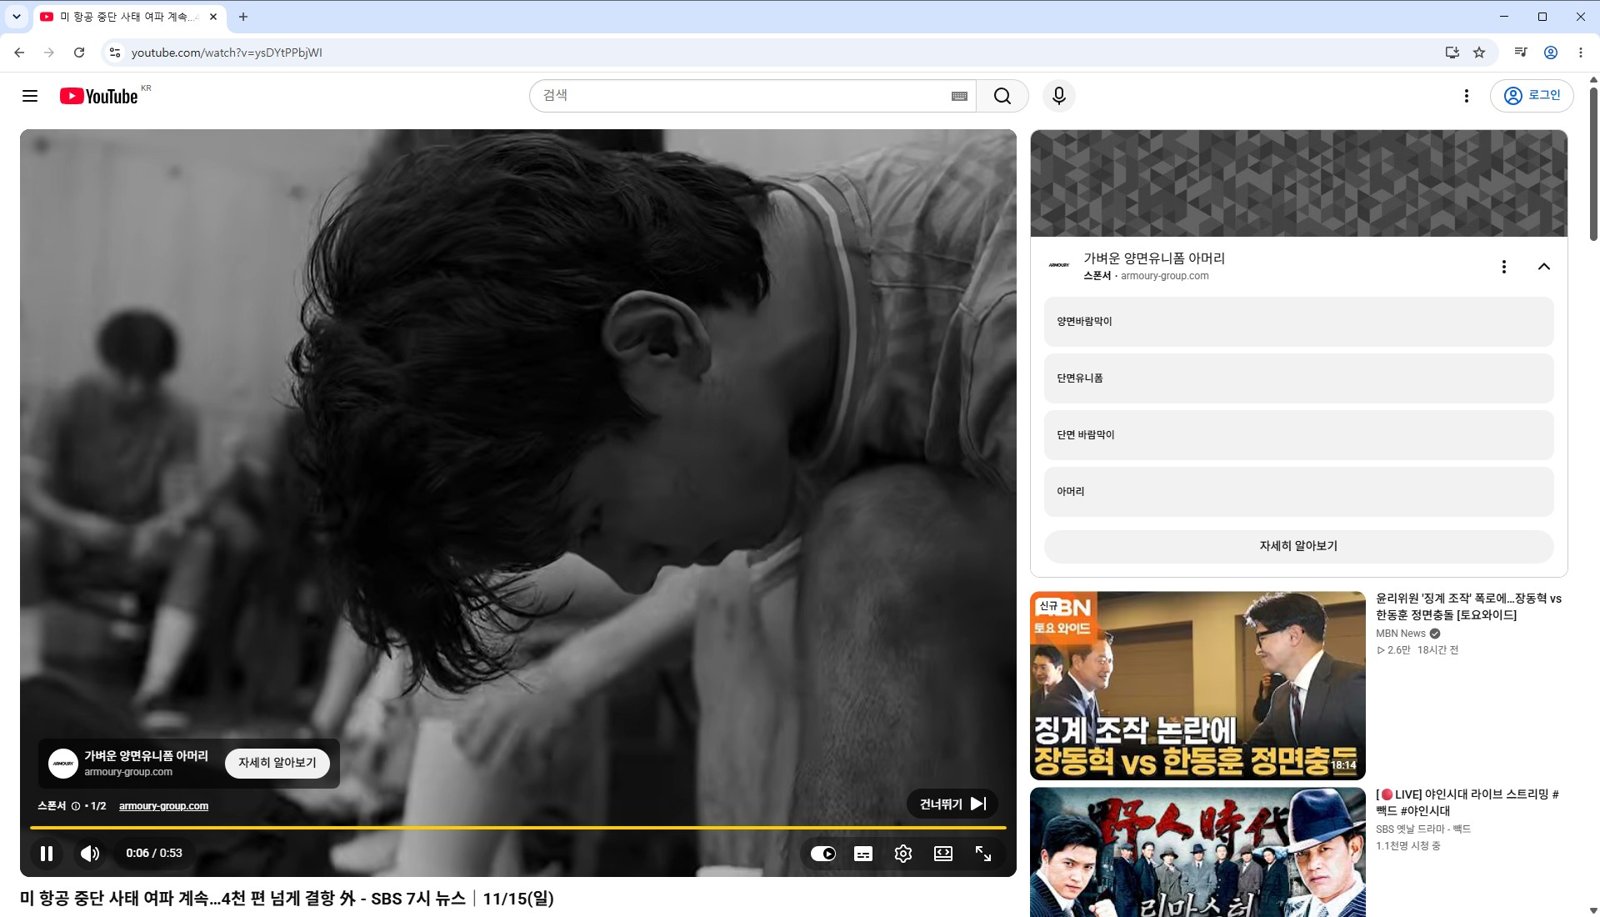 미 항공 중단 사태 여파 계속...4
youtube.com/watch?v=ysDYtPPbjWI
YouTube KR
검색
로그인
가벼운 양면유니폼 아머리
스폰서 · armoury-group.com
양면바람막이
단면유니폼
단면 바람막이
아머리
자세히 알아보기
ARMOURY
가벼운 양면유니폼 아머리
armoury-group.com
자세히 알아보기
스폰서 · 1/2 armoury-group.com
건너뛰기
0:06 / 0:53
미 항공 중단 사태 여파 계속...4천 편 넘게 결항 外 - SBS 7시 뉴스｜11/15(일)
신규
MBN
토요 와이드
징계 조작 논란에
장동혁 vs 한동훈 정면충돌
18:14
윤리위원 '징계 조작' 폭로에...장동혁 vs
한동훈 정면충돌 [토요와이드]
MBN News
2.6만 18시간 전
野人時代
리마스터
[🔴LIVE] 야인시대 라이브 스트리밍 #
빽드 #야인시대
SBS 옛날 드라마 - 빽드
1.1천명 시청 중